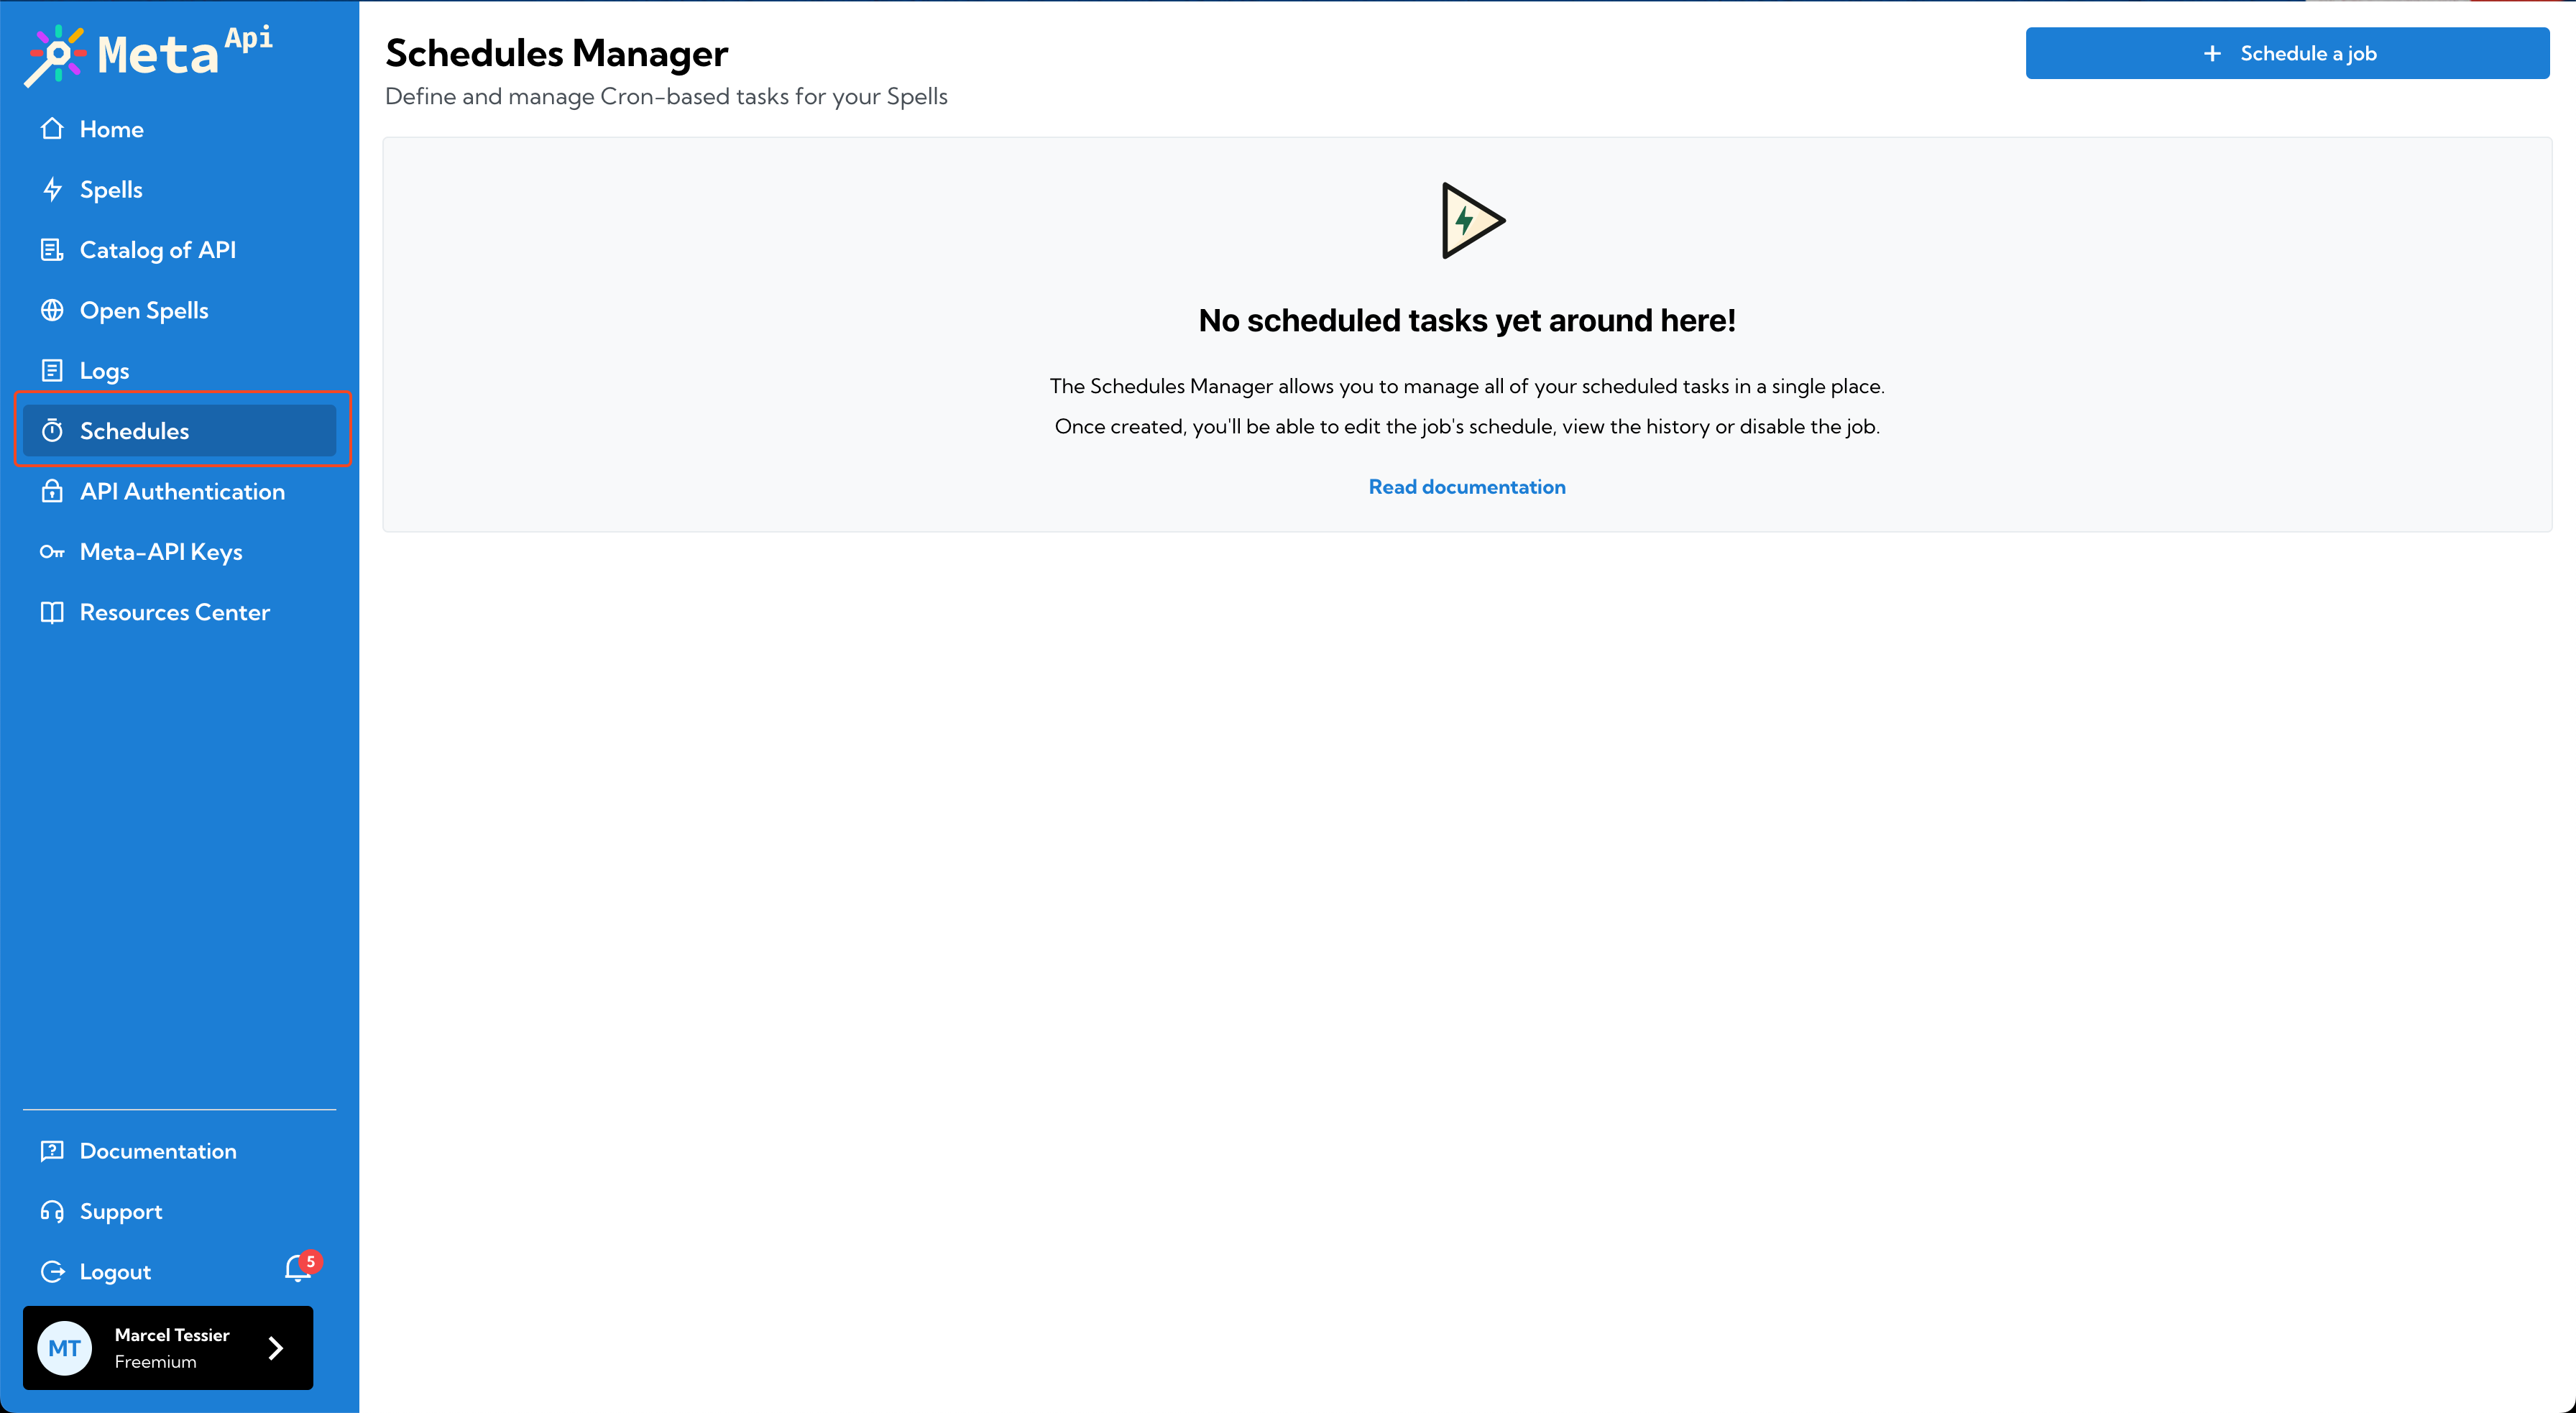 Meta Api
Home
Spells
Catalog of API
Open Spells
Logs
Schedules
API Authentication
Meta-API Keys
Resources Center
Documentation
Support
Logout
5
MT
Marcel Tessier
Freemium
Schedules Manager
Define and manage Cron-based tasks for your Spells
+ Schedule a job
No scheduled tasks yet around here!
The Schedules Manager allows you to manage all of your scheduled tasks in a single place.
Once created, you'll be able to edit the job's schedule, view the history or disable the job.
Read documentation